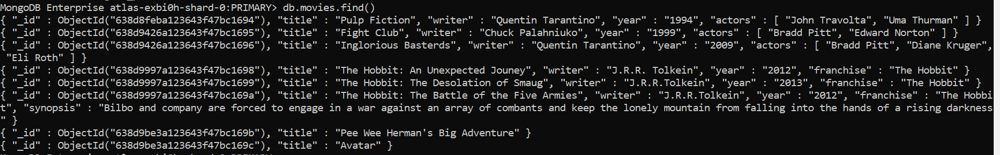 MongoDB Enterprise atlas-exbi0h-shard-0:PRIMARY> db.movies.find()
{ "_id" : ObjectId("638d8feba123643f47bc1694"), "title" : "Pulp Fiction", "writer" : "Quentin Tarantino", "year" : "1994", "actors" : [ "John Travolta", "Uma Thurman" ] }
{ "_id" : ObjectId("638d9426a123643f47bc1695"), "title" : "Fight Club", "writer" : "Chuck Palahniuko", "year" : "1999", "actors" : [ "Bradd Pitt", "Edward Norton" ] }
{ "_id" : ObjectId("638d9426a123643f47bc1696"), "title" : "Inglorious Basterds", "writer" : "Quentin Tarantino", "year" : "2009", "actors" : [ "Bradd Pitt", "Diane Kruger",
 "Eli Roth" ] }
{ "_id" : ObjectId("638d9997a123643f47bc1698"), "title" : "The Hobbit: An Unexpected Jouney", "writer" : "J.R.R. Tolkein", "year" : "2012", "franchise" : "The Hobbit" }
{ "_id" : ObjectId("638d9997a123643f47bc1699"), "title" : "The Hobbit: The Desolation of Smaug", "writer" : "J.R.R.Tolkein", "year" : "2013", "franchise" : "The Hobbit" }
{ "_id" : ObjectId("638d9997a123643f47bc169a"), "title" : "The Hobbit: The Battle of the Five Armies", "writer" : "J.R.R.Tolkein", "year" : "2012", "franchise" : "The Hobbi
t", "synopsis" : "Bilbo and company are forced to engage in a war against an array of combants and keep the lonely mountain from falling into the hands of a rising darkness
" }
{ "_id" : ObjectId("638d9be3a123643f47bc169b"), "title" : "Pee Wee Herman's Big Adventure" }
{ "_id" : ObjectId("638d9be3a123643f47bc169c"), "title" : "Avatar" }